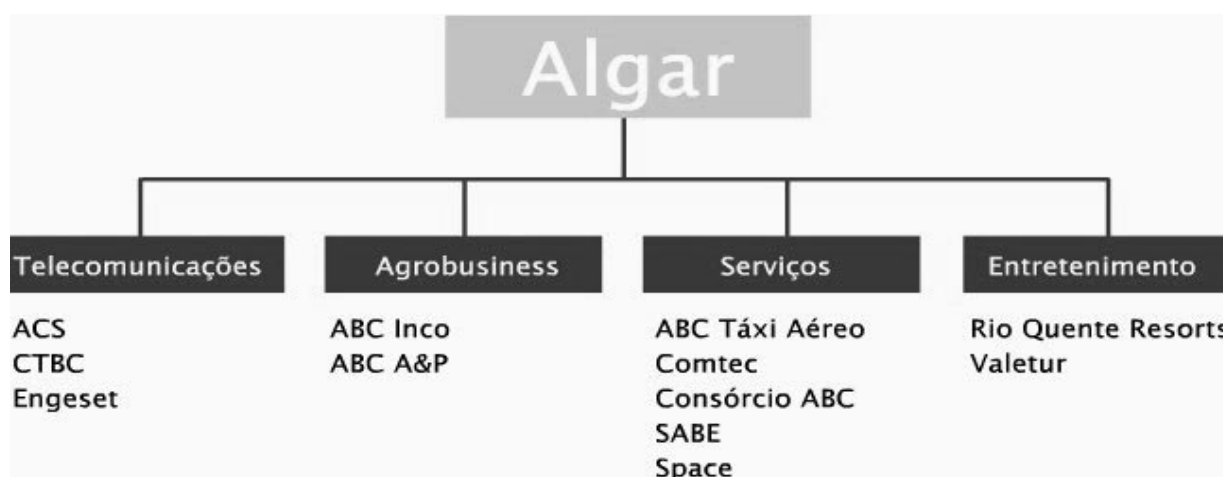 Algar
Telecomunicações
ACS
CTBC
Engeset
Agrobusiness
ABC Inco
ABC A&P
Serviços
ABC Táxi Aéreo
Comtec
Consórcio ABC
SABE
Space
Entretenimento
Rio Quente Resorts
Valetur